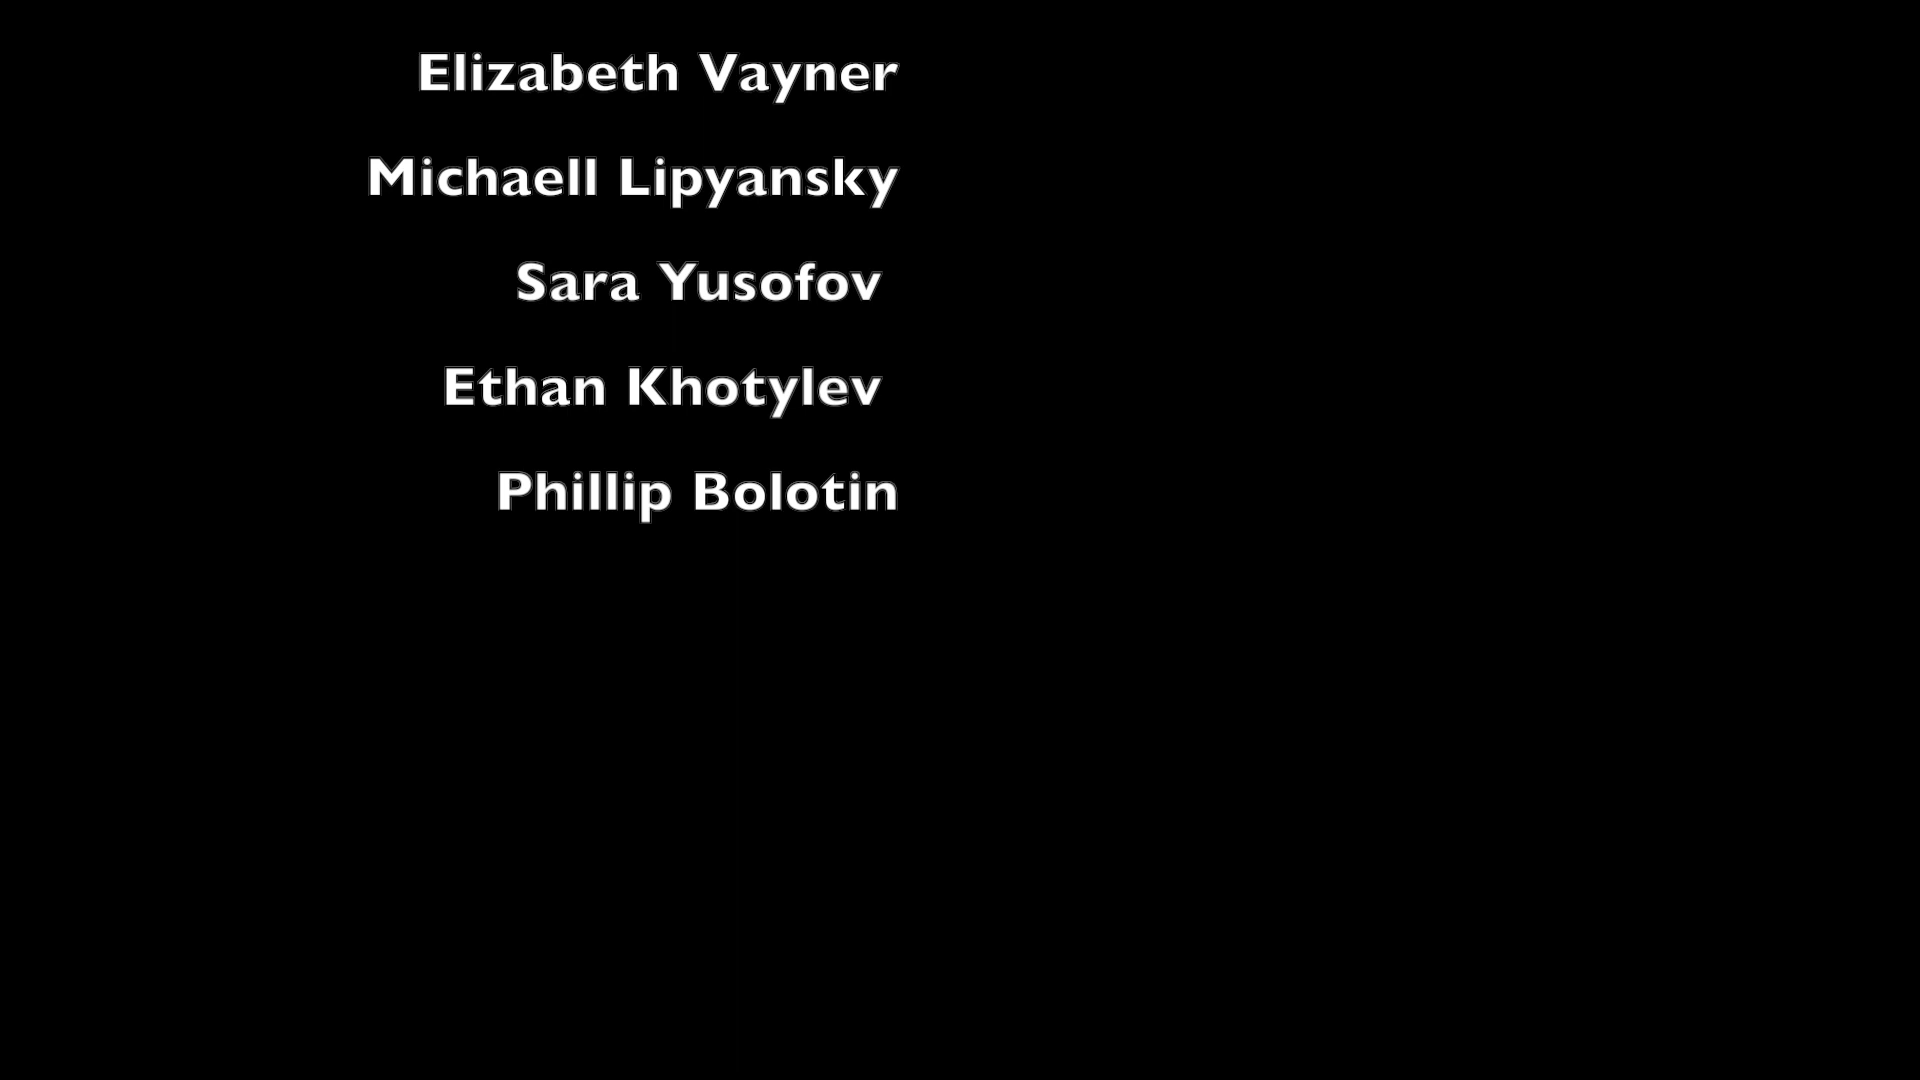 Elizabeth Vayner
Michaell Lipyansky
Sara Yusofov
Ethan Khotylev
Phillip Bolotin